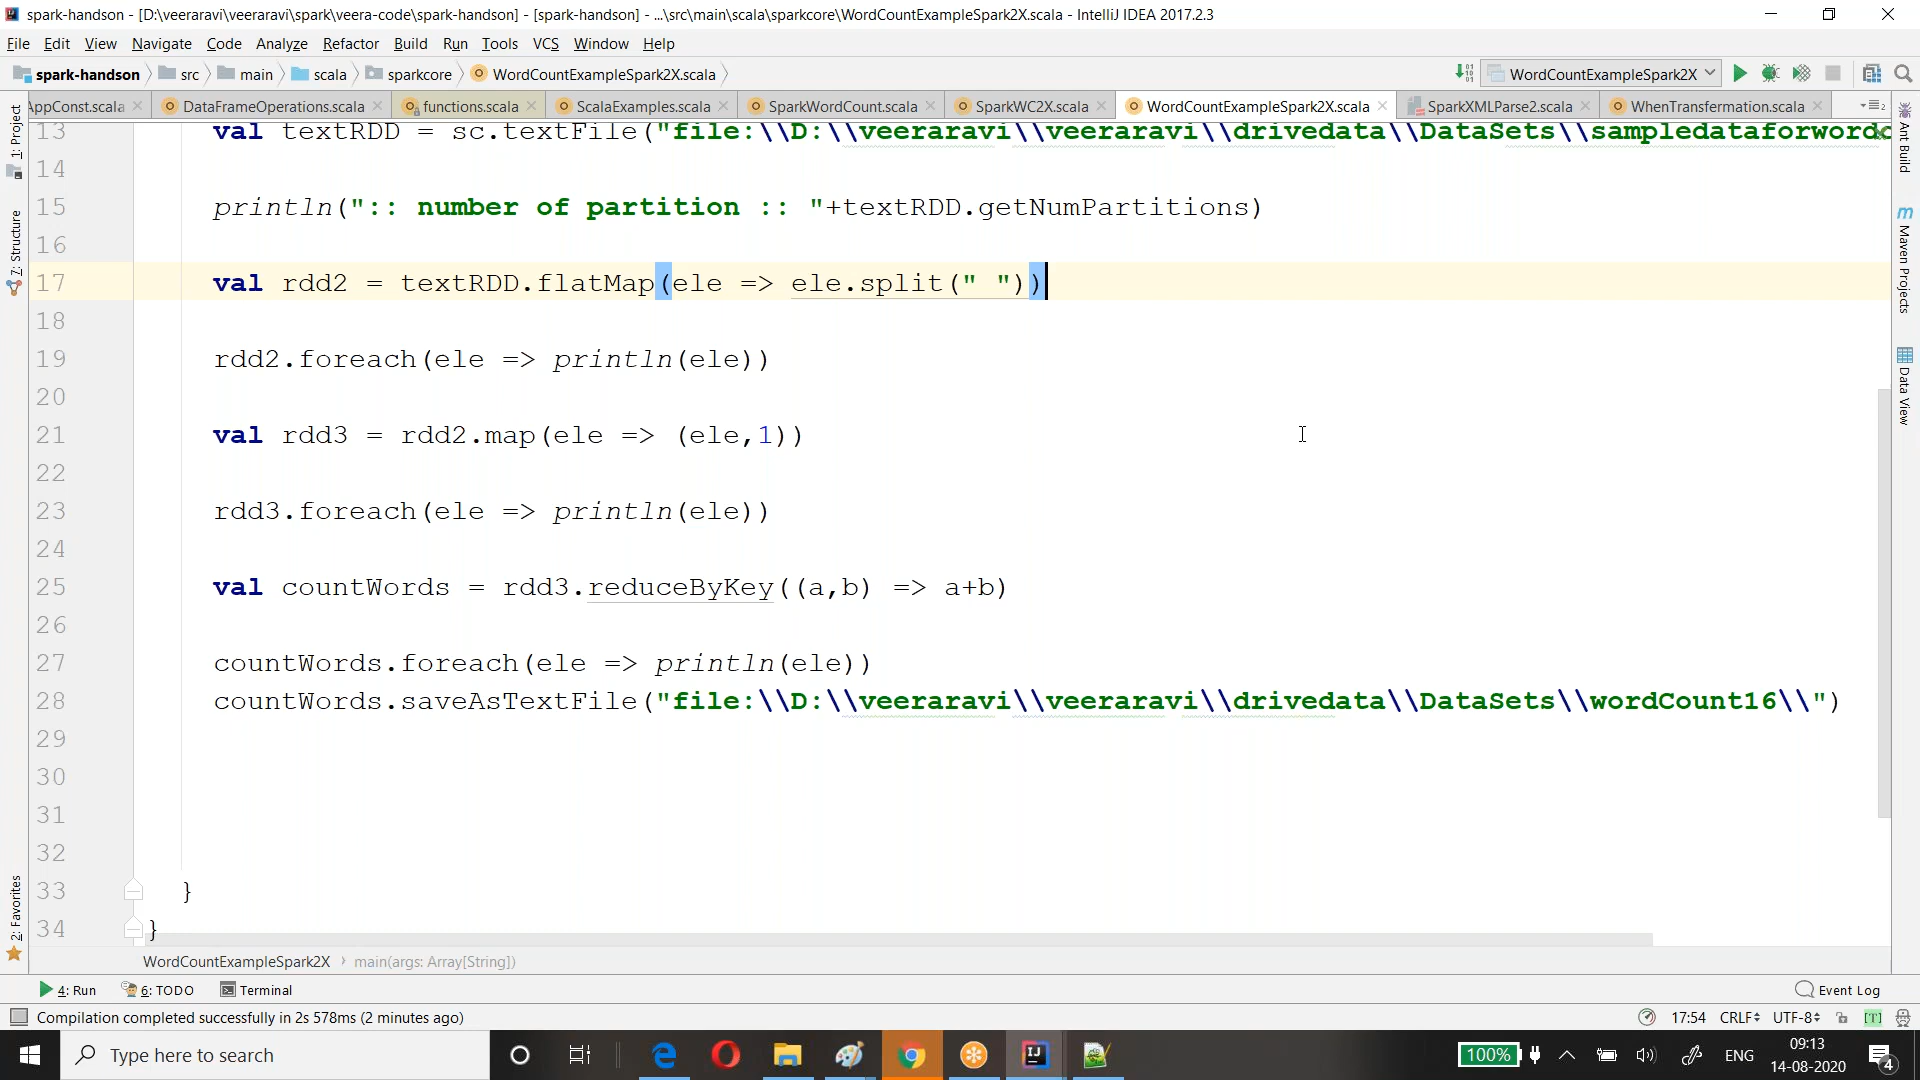 spark-handson - [D:\veeraravi\veeraravi\spark\veera-code\spark-handson] - [spark-handson] - ...\src\main\scala\sparkcore\WordCountExampleSpark2X.scala - IntelliJ IDEA 2017.2.3
File Edit View Navigate Code Analyze Refactor Build Run Tools VCS Window Help
spark-handson src main scala sparkcore WordCountExampleSpark2X.scala WordCountExampleSpark2X
AppConst.scala DataFrameOperations.scala functions.scala ScalaExamples.scala SparkWordCount.scala SparkWC2X.scala WordCountExampleSpark2X.scala SparkXMLParse2.scala WhenTransfermation.scala
1: Project
7: Structure
2: Favorites
Ant Build
Maven Projects
Data View
13 val textRDD = sc.textFile("file:\\D:\\veeraravi\\veeraravi\\drivedata\\DataSets\\sampledataforword
14
15 println(":: number of partition :: "+textRDD.getNumPartitions)
16
17 val rdd2 = textRDD.flatMap(ele => ele.split(" "))
18
19 rdd2.foreach(ele => println(ele))
20
21 val rdd3 = rdd2.map(ele => (ele,1))
22
23 rdd3.foreach(ele => println(ele))
24
25 val countWords = rdd3.reduceByKey((a,b) => a+b)
26
27 countWords.foreach(ele => println(ele))
28 countWords.saveAsTextFile("file:\\D:\\veeraravi\\veeraravi\\drivedata\\DataSets\\wordCount16\\")
29
30
31
32
33 }
34 }
WordCountExampleSpark2X main(args: Array[String])
4: Run 6: TODO Terminal Event Log
Compilation completed successfully in 2s 578ms (2 minutes ago) 17:54 CRLF UTF-8 [T]
Type here to search 100% ENG 09:13
14-08-2020 4